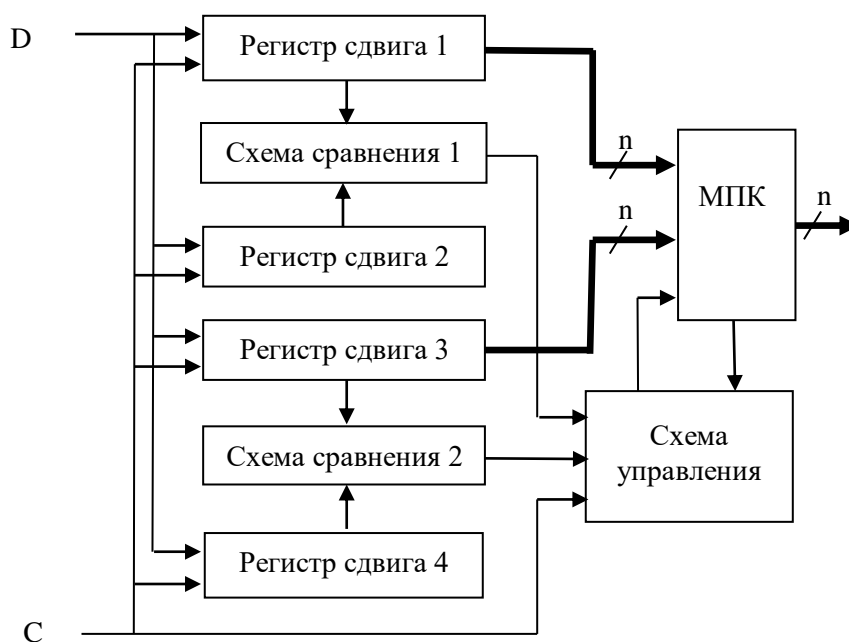 D
Регистр сдвига 1
Схема сравнения 1
n
МПК
n
n
Регистр сдвига 2
Регистр сдвига 3
Схема сравнения 2
Схема
управления
Регистр сдвига 4
C